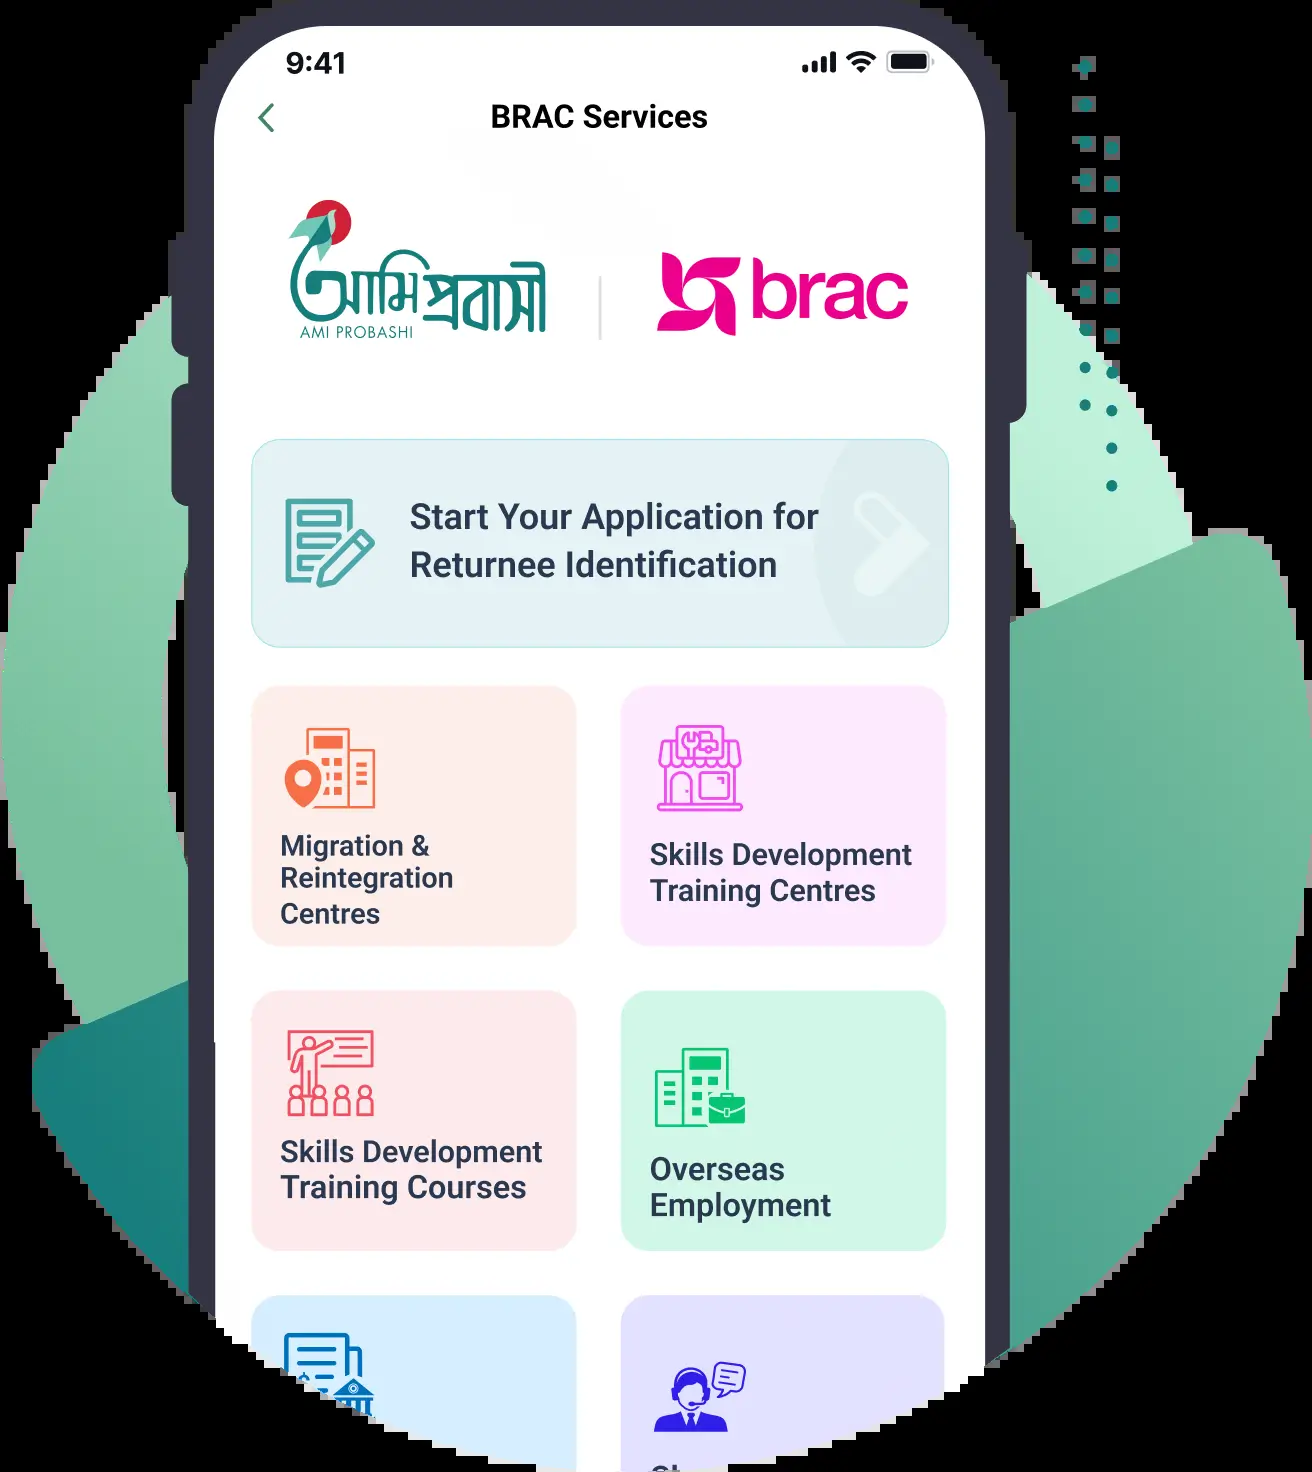 9:41
BRAC Services
আমি প্রবাসী
AMI PROBASHI
brac
Start Your Application for
Returnee Identification
Migration &
Reintegration
Centres
Skills Development
Training Centres
Skills Development
Training Courses
Overseas
Employment